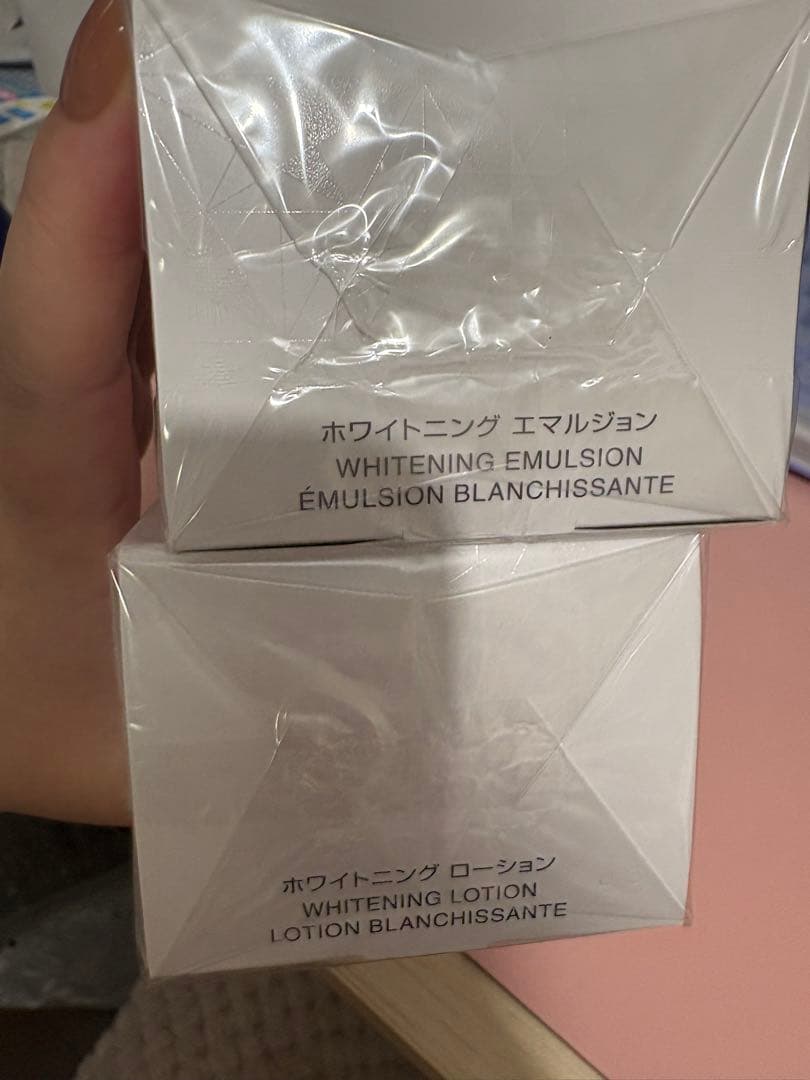 ホワイトニング エマルジョン
WHITENING EMULSION
ÉMULSION BLANCHISSANTE
ホワイトニング ローション
WHITENING LOTION
LOTION BLANCHISSANTE